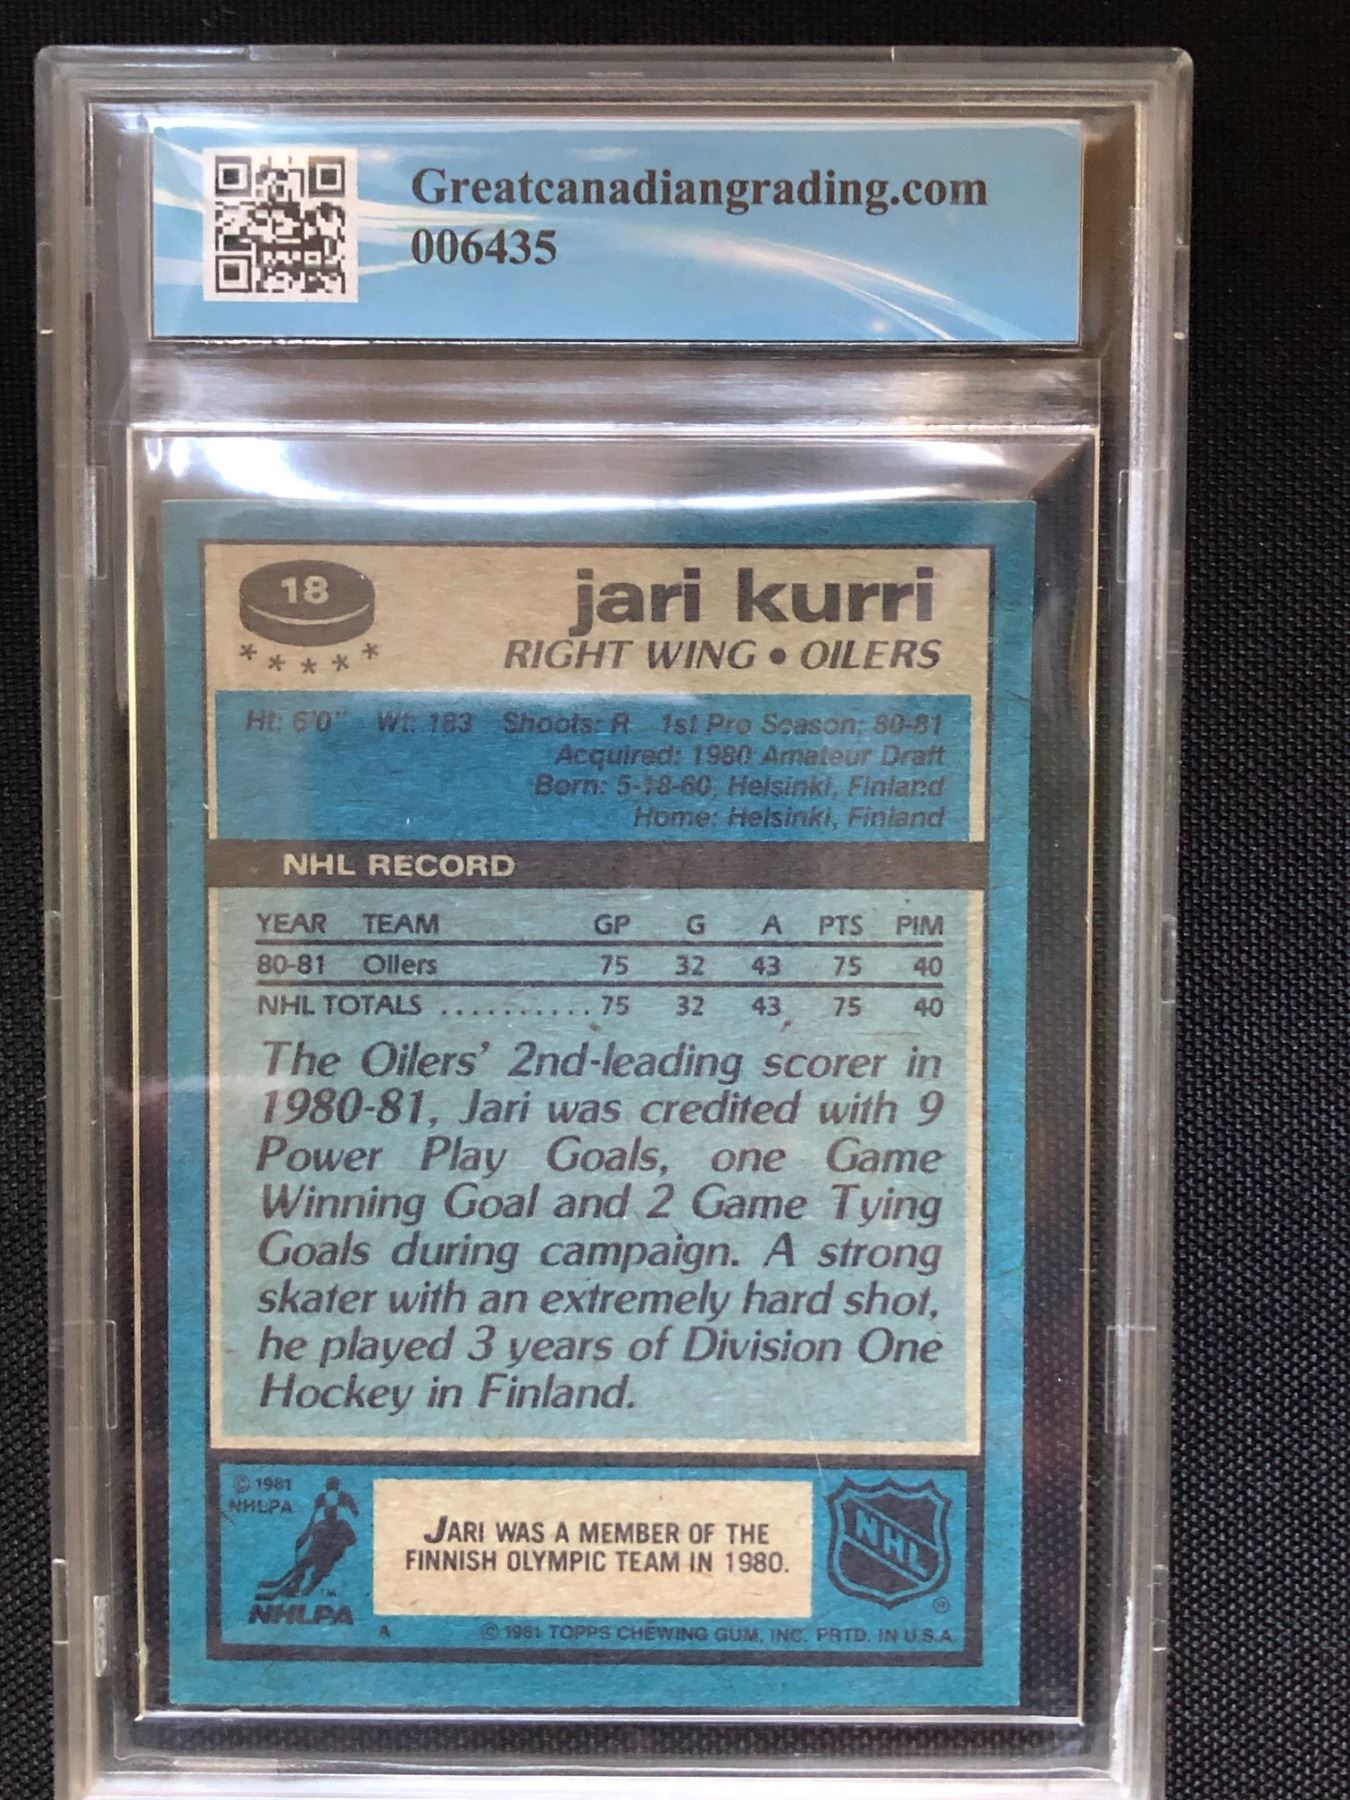 Greatcanadiangrading.com
006435
18
jari kurri
RIGHT WING • OILERS
Ht: 6'0" Wt: 183 Shoots: R 1st Pro Season: 80-81
Acquired: 1980 Amateur Draft
Born: 5-18-60, Helsinki, Finland
Home: Helsinki, Finland
NHL RECORD
YEAR TEAM GP G A PTS PIM
80-81 Oilers 75 32 43 75 40
NHL TOTALS .......... 75 32 43 75 40
The Oilers' 2nd-leading scorer in
1980-81, Jari was credited with 9
Power Play Goals, one Game
Winning Goal and 2 Game Tying
Goals during campaign. A strong
skater with an extremely hard shot,
he played 3 years of Division One
Hockey in Finland.
© 1981
NHLPA
NHLPA
TM
JARI WAS A MEMBER OF THE
FINNISH OLYMPIC TEAM IN 1980.
NHL
®
A © 1981 TOPPS CHEWING GUM, INC. PRTD. IN U.S.A.